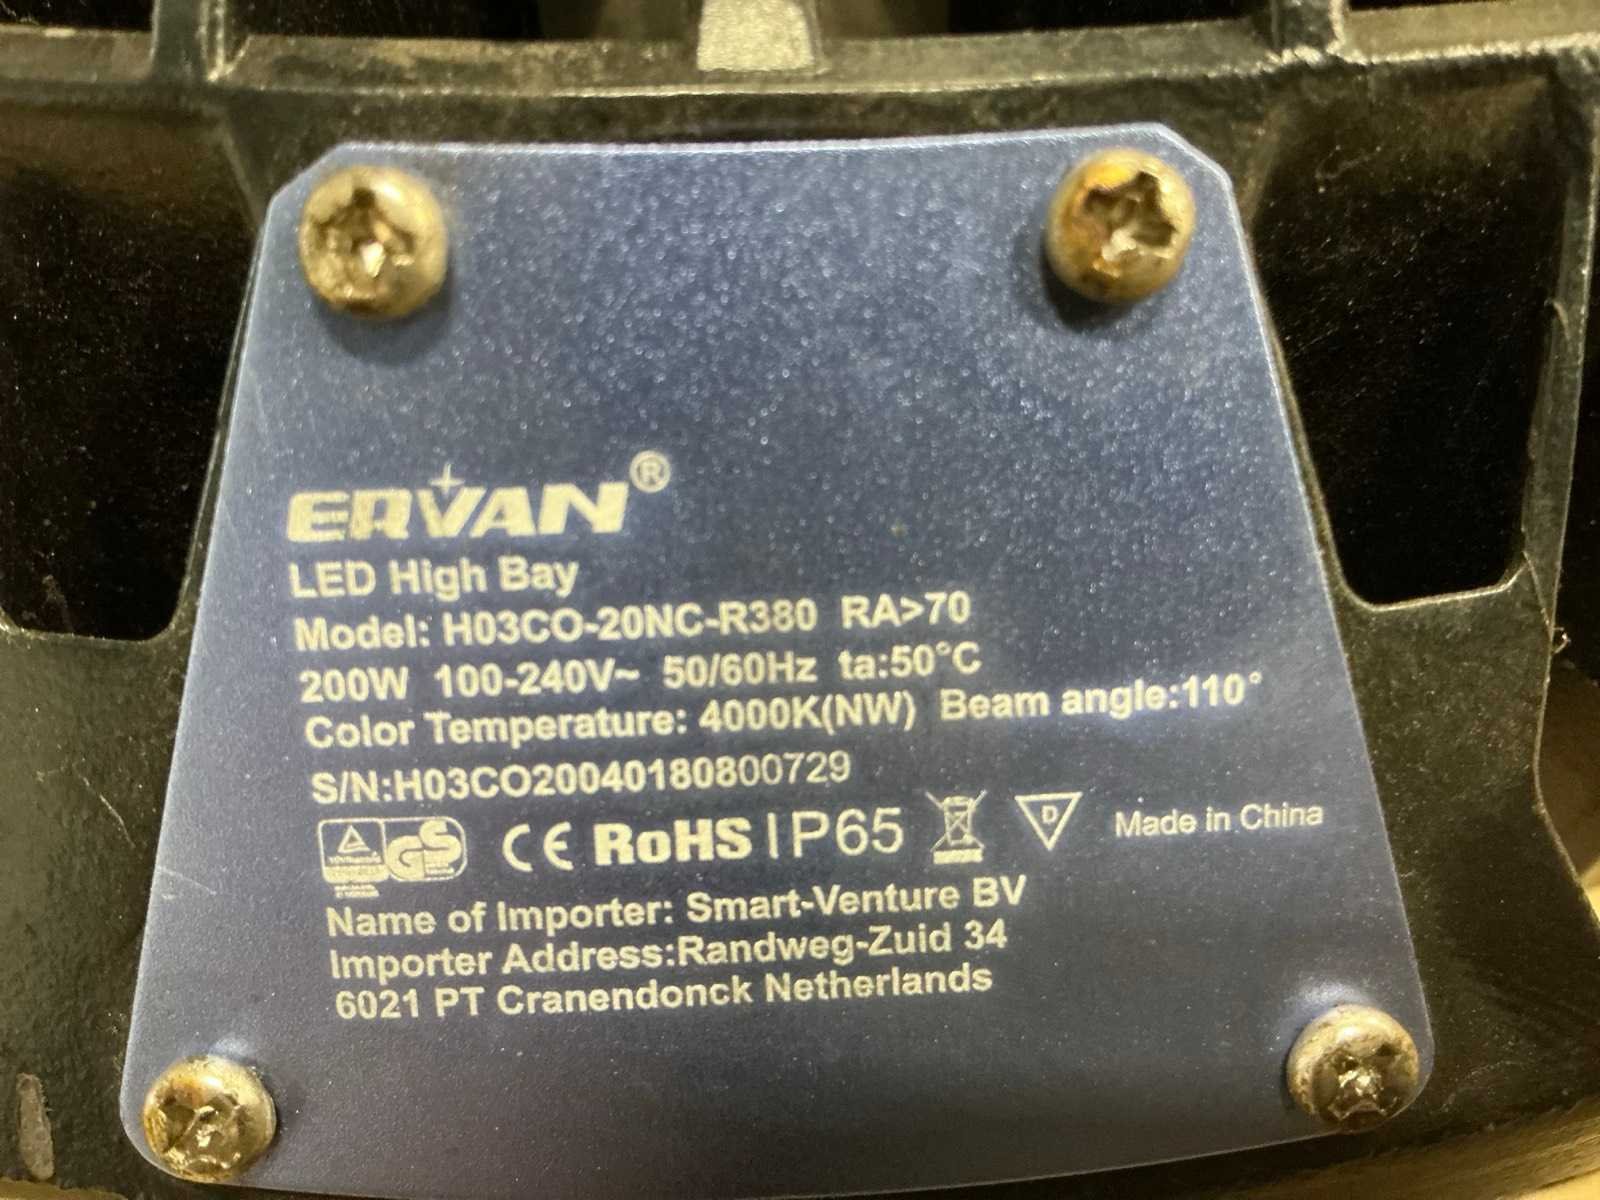 ERVAN®
LED High Bay
Model: H03CO-20NC-R380 RA>70
200W 100-240V~ 50/60Hz ta:50°C
Color Temperature: 4000K(NW) Beam angle:110°
S/N:H03CO20040180800729
GS CE RoHS IP65 D Made in China
Name of Importer: Smart-Venture BV
Importer Address:Randweg-Zuid 34
6021 PT Cranendonck Netherlands